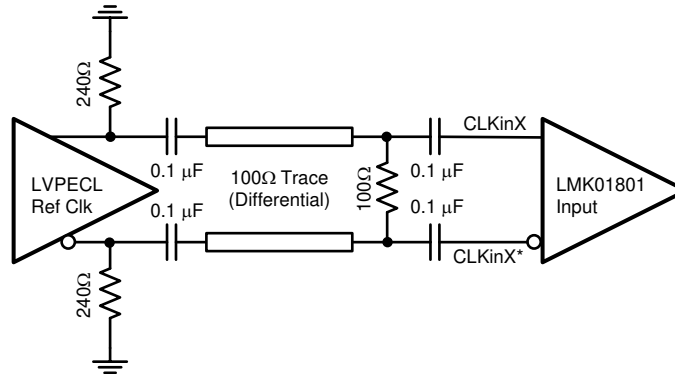 240Ω
CLKinX
0.1 μF
0.1 μF
LVPECL
Ref Clk
100Ω Trace
(Differential)
100Ω
LMK01801
Input
0.1 μF
0.1 μF
CLKinX*
240Ω